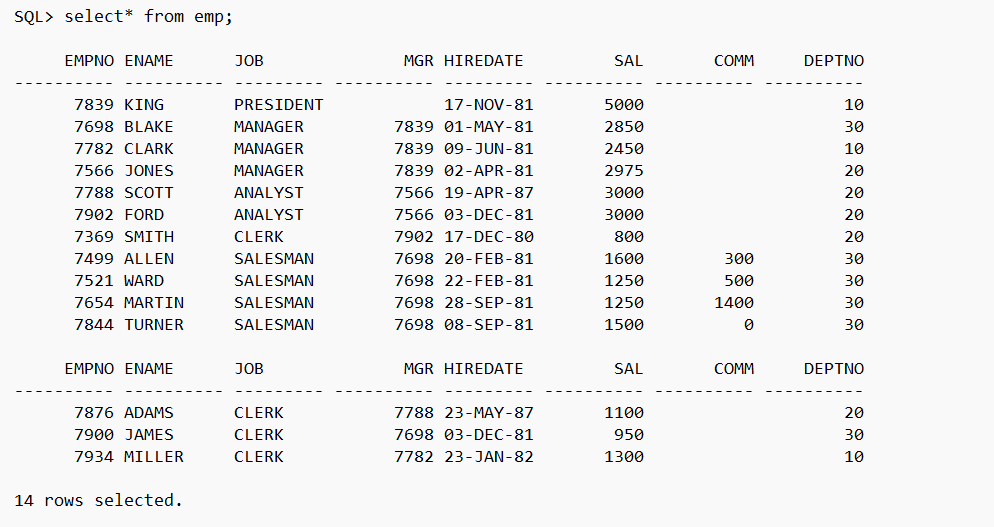 SQL> select* from emp;
     EMPNO ENAME      JOB              MGR HIREDATE         SAL       COMM     DEPTNO
---------- ---------- --------- ---------- --------- ---------- ---------- ----------
      7839 KING       PRESIDENT            17-NOV-81       5000                    10
      7698 BLAKE      MANAGER         7839 01-MAY-81       2850                    30
      7782 CLARK      MANAGER         7839 09-JUN-81       2450                    10
      7566 JONES      MANAGER         7839 02-APR-81       2975                    20
      7788 SCOTT      ANALYST         7566 19-APR-87       3000                    20
      7902 FORD       ANALYST         7566 03-DEC-81       3000                    20
      7369 SMITH      CLERK           7902 17-DEC-80        800                    20
      7499 ALLEN      SALESMAN        7698 20-FEB-81       1600        300         30
      7521 WARD       SALESMAN        7698 22-FEB-81       1250        500         30
      7654 MARTIN     SALESMAN        7698 28-SEP-81       1250       1400         30
      7844 TURNER     SALESMAN        7698 08-SEP-81       1500          0         30
     EMPNO ENAME      JOB              MGR HIREDATE         SAL       COMM     DEPTNO
---------- ---------- --------- ---------- --------- ---------- ---------- ----------
      7876 ADAMS      CLERK           7788 23-MAY-87       1100                    20
      7900 JAMES      CLERK           7698 03-DEC-81        950                    30
      7934 MILLER     CLERK           7782 23-JAN-82       1300                    10
14 rows selected.